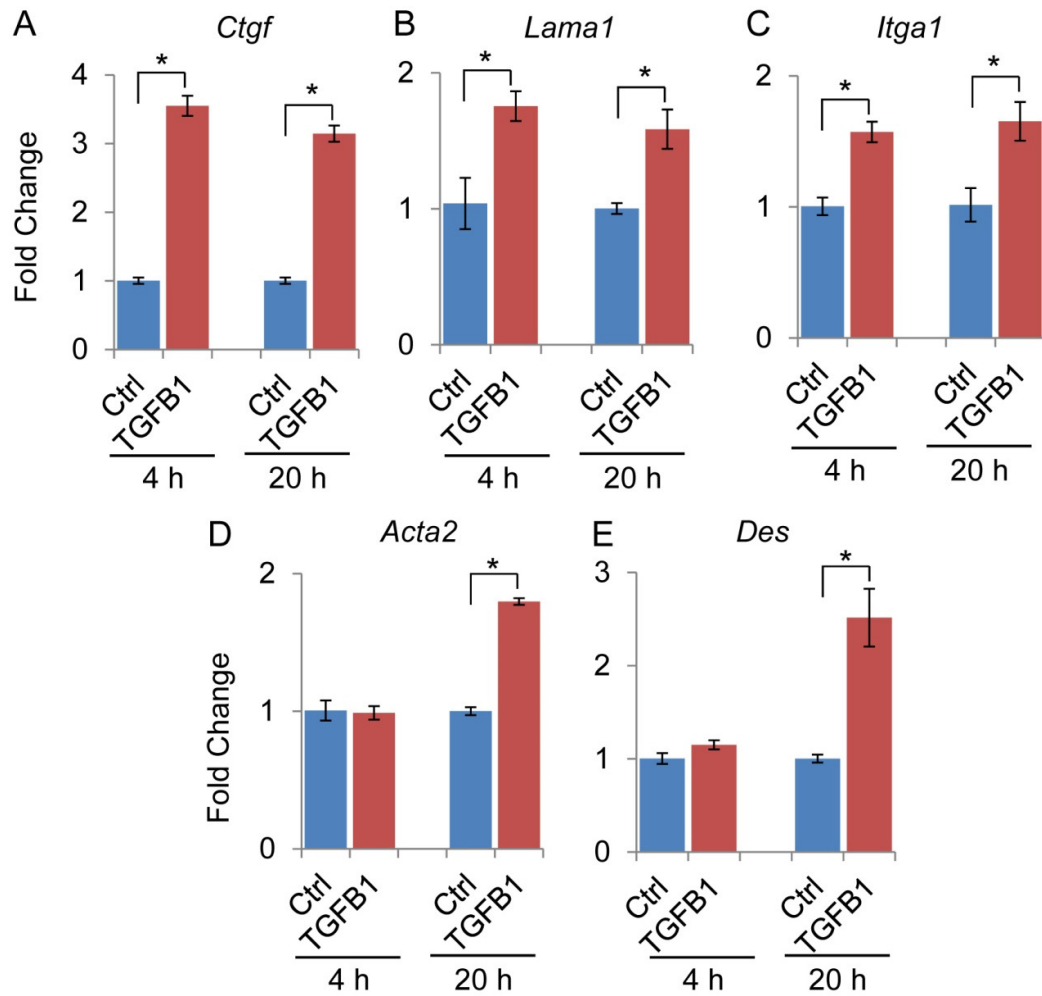 A Ctgf
*
*
Fold Change
4
3
2
1
0
Ctrl TGFB1 Ctrl TGFB1
4 h 20 h
B Lama1
*
*
2
1
0
Ctrl TGFB1 Ctrl TGFB1
4 h 20 h
C Itga1
*
*
2
1
0
Ctrl TGFB1 Ctrl TGFB1
4 h 20 h
D Acta2
*
Fold Change
2
1
0
Ctrl TGFB1 Ctrl TGFB1
4 h 20 h
E Des
*
3
2
1
0
Ctrl TGFB1 Ctrl TGFB1
4 h 20 h